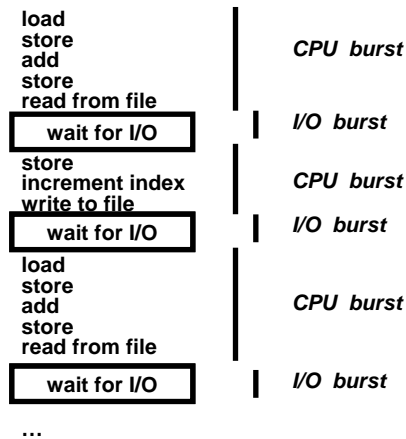 load
store
add
store
read from file
CPU burst
wait for I/O
I/O burst
store
increment index
write to file
CPU burst
wait for I/O
I/O burst
load
store
add
store
read from file
CPU burst
wait for I/O
I/O burst
...